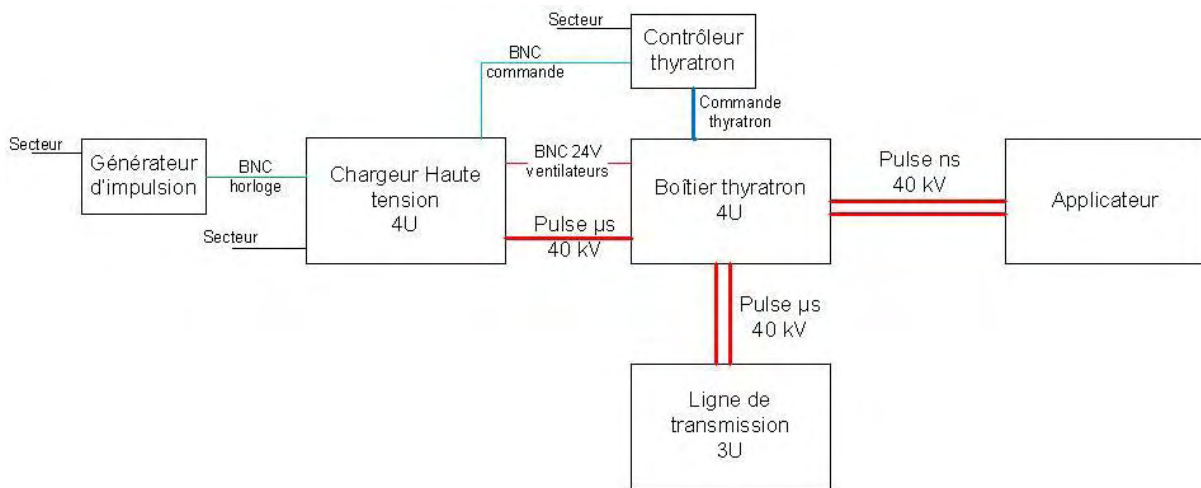 Secteur
Contrôleur
thyratron
BNC
commande
Commande
thyratron
Secteur
Générateur
d'impulsion
BNC
horloge
Chargeur Haute
tension
4U
BNC 24V
ventilateurs
Boîtier thyratron
4U
Pulse ns
40 kV
Applicateur
Secteur
Pulse µs
40 kV
Pulse µs
40 kV
Ligne de
transmission
3U